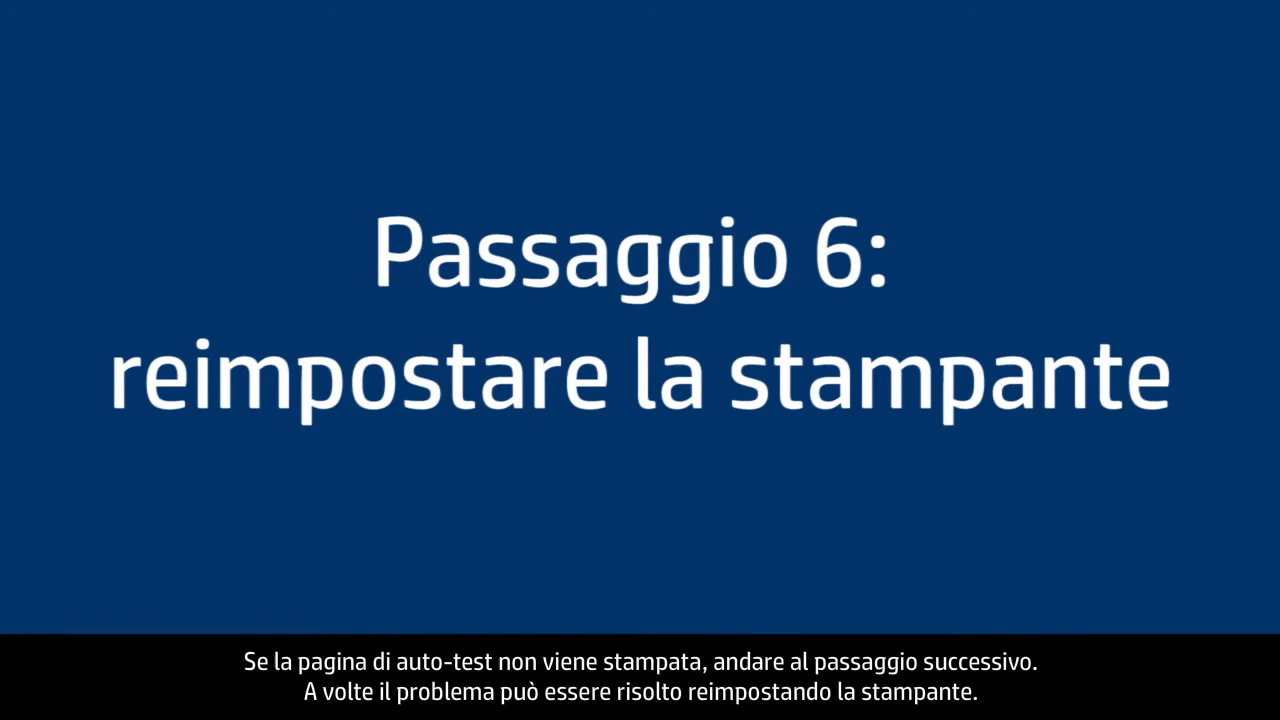 Passaggio 6:
reimpostare la stampante
Se la pagina di auto-test non viene stampata, andare al passaggio successivo.
A volte il problema può essere risolto reimpostando la stampante.